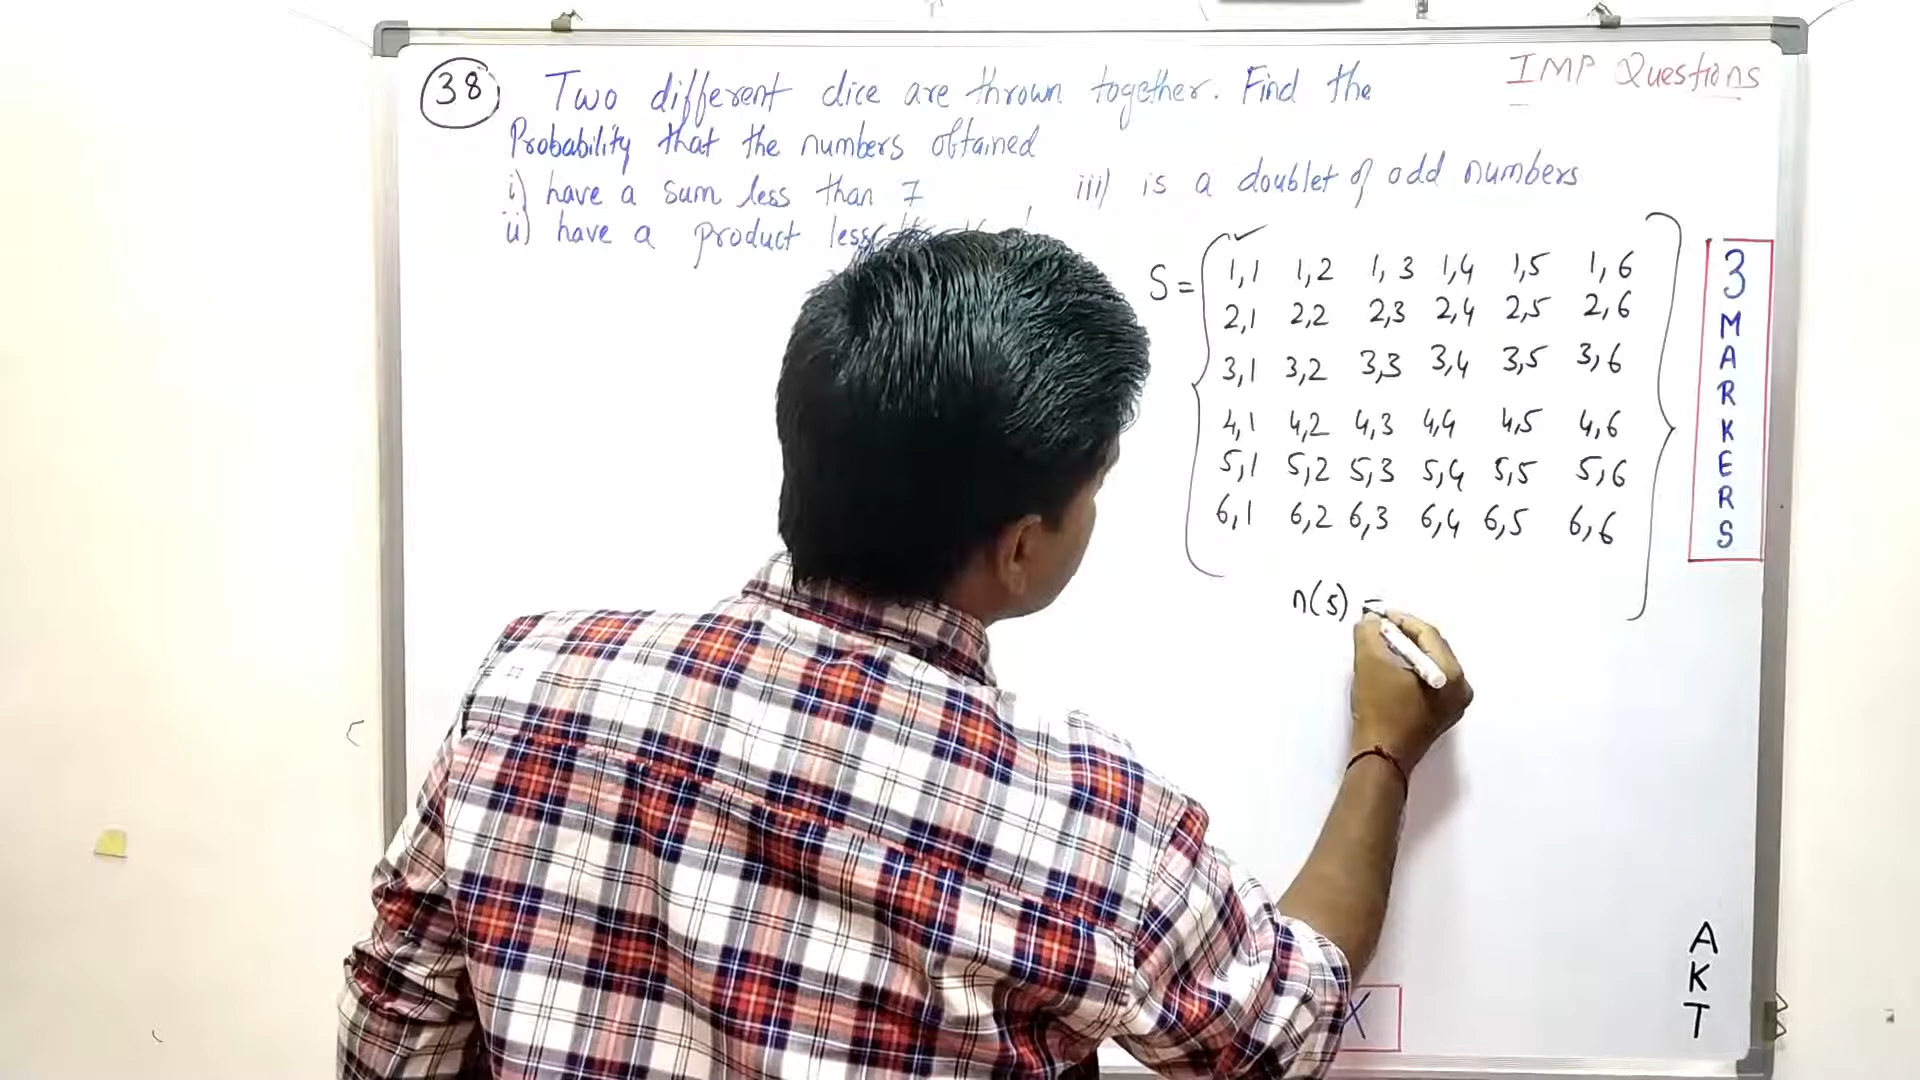 38 Two different dice are thrown together. Find the
Probability that the numbers obtained
i) have a sum less than 7
ii) have a product less
iii) is a doublet of odd numbers
IMP Questions
S =
1,1 1,2 1,3 1,4 1,5 1,6
2,1 2,2 2,3 2,4 2,5 2,6
3,1 3,2 3,3 3,4 3,5 3,6
4,1 4,2 4,3 4,4 4,5 4,6
5,1 5,2 5,3 5,4 5,5 5,6
6,1 6,2 6,3 6,4 6,5 6,6
n(s) =
3
M
A
R
K
E
R
S
X
A
K
T